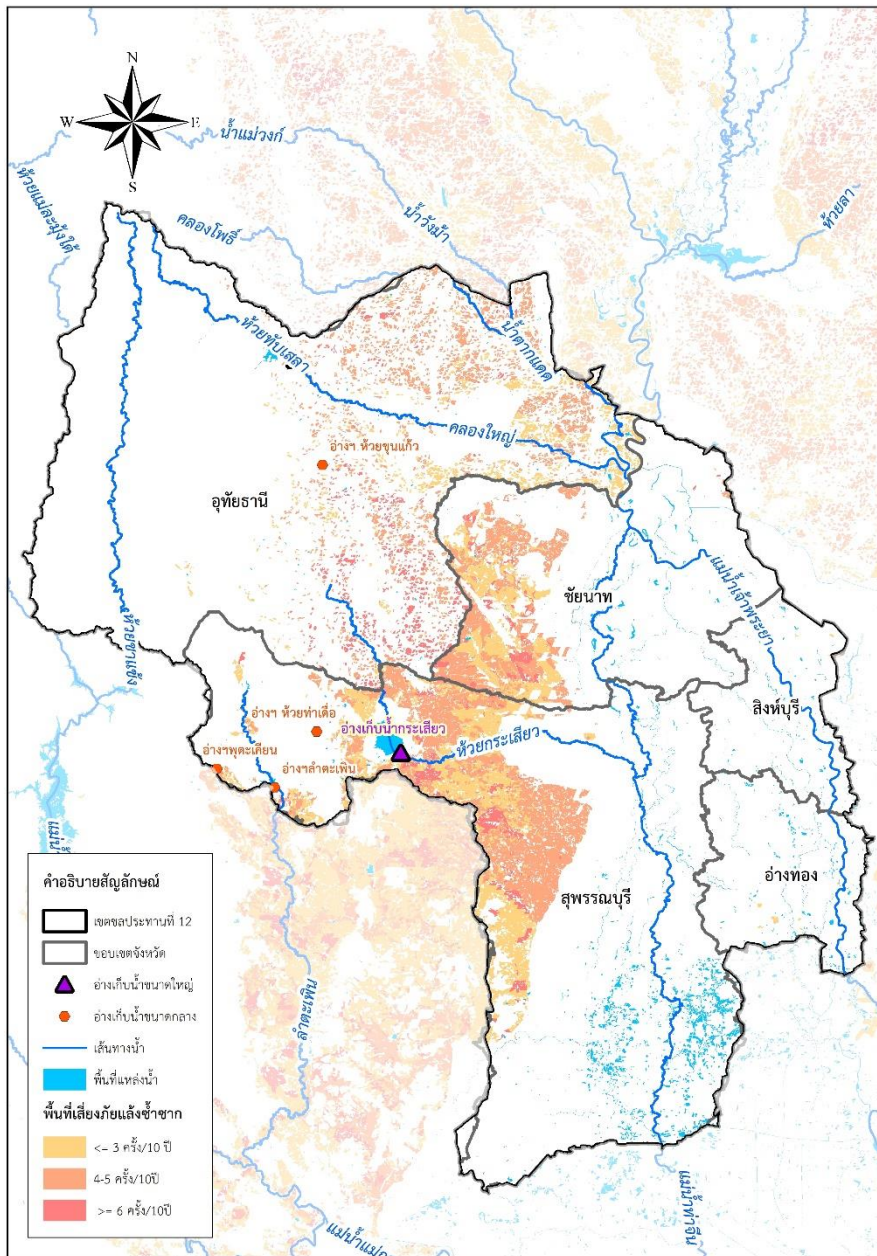 N
W
E
S
น้ำแม่วงก์
ห้วยแม่ละมุ้งใต้
คลองโพธิ์
น้ำวังม้า
ห้วยลา
ห้วยทับเสลา
น้ำตากแดด
คลองใหญ่
อ่างฯ ห้วยขุนแก้ว
อุทัยธานี
ชัยนาท
แม่น้ำเจ้าพระยา
ห้วยขาแข้ง
สิงห์บุรี
อ่างฯ ห้วยท่าเดื่อ
อ่างเก็บน้ำกระเสียว
ห้วยกระเสียว
อ่างฯพุตะเคียน
อ่างฯลำตะเพิน
อ่างทอง
สุพรรณบุรี
คำอธิบายสัญลักษณ์
เขตชลประทานที่ 12
ขอบเขตจังหวัด
อ่างเก็บน้ำขนาดใหญ่
อ่างเก็บน้ำขนาดกลาง
เส้นทางน้ำ
พื้นที่แหล่งน้ำ
พื้นที่เสี่ยงภัยแล้งซ้ำซาก
<= 3 ครั้ง/10 ปี
4-5 ครั้ง/10ปี
>= 6 ครั้ง/10ปี
ลำตะเพิน
แม่น้ำท่าจีน